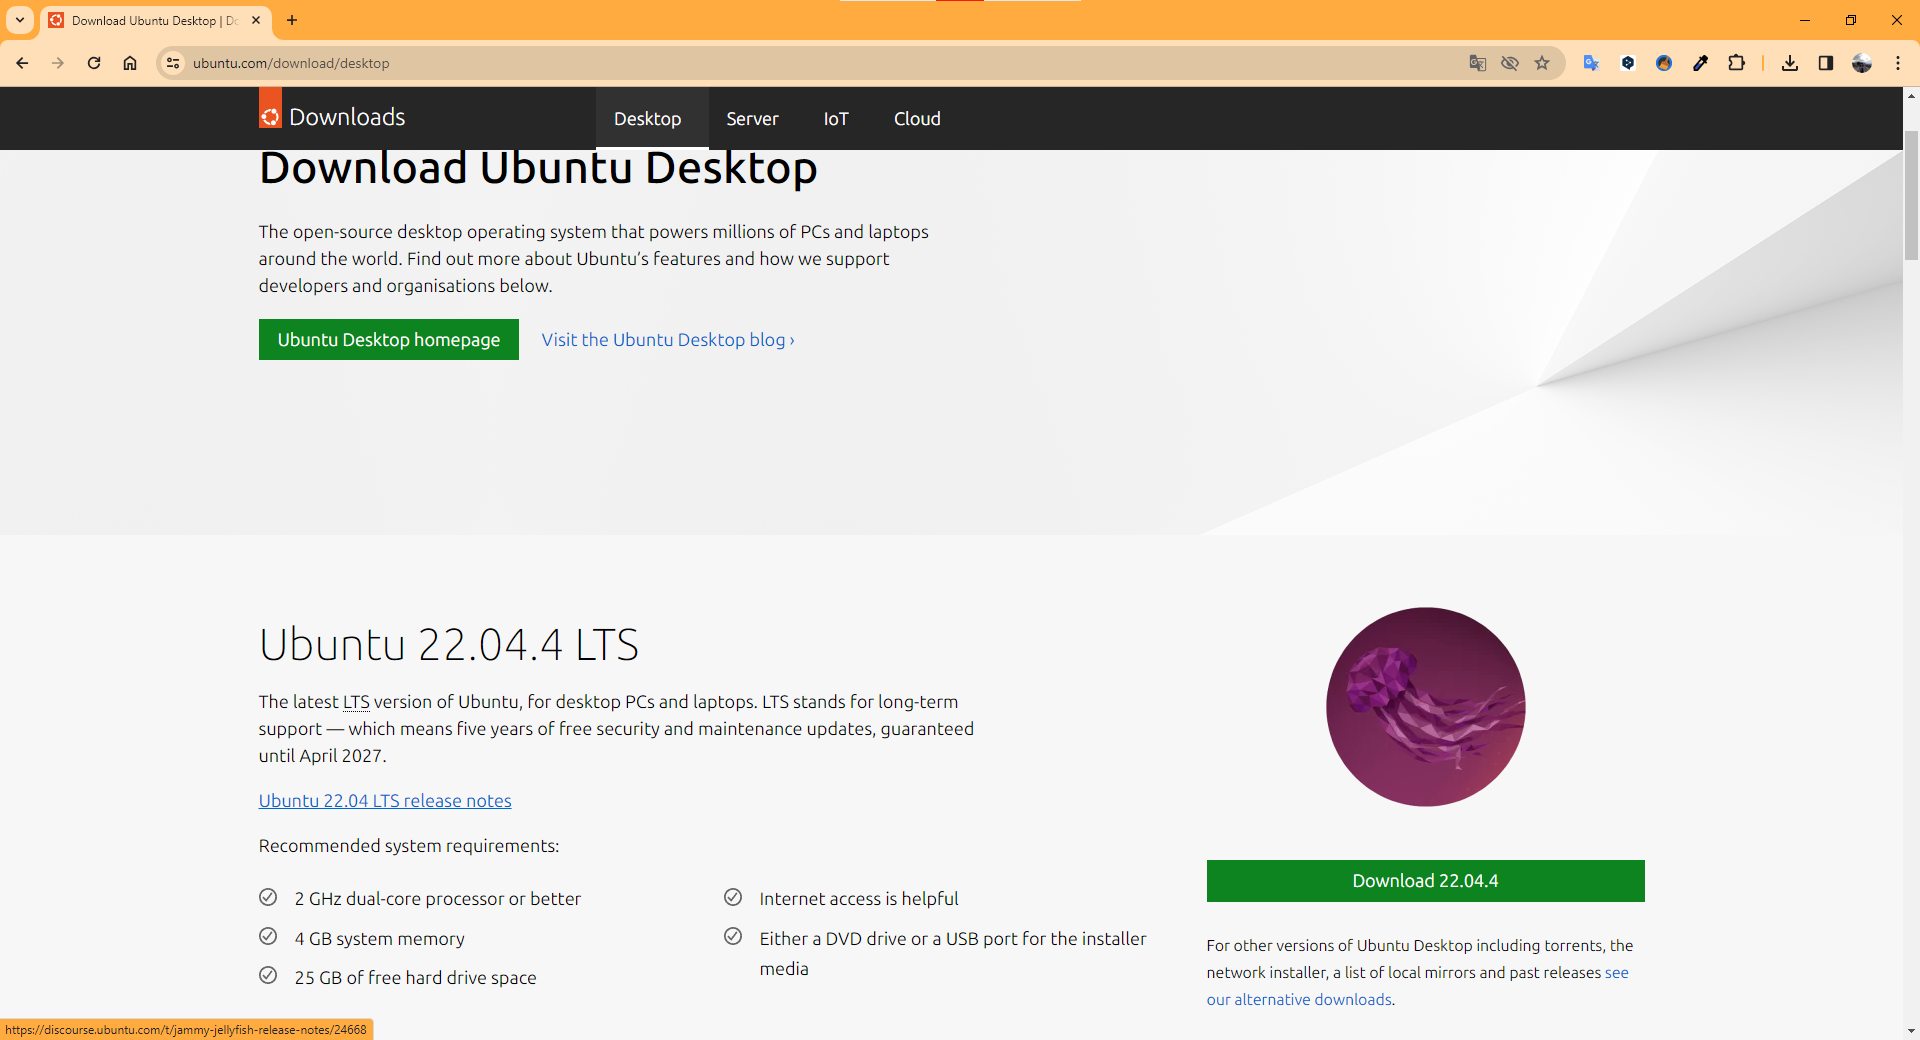 Download Ubuntu Desktop | Do
ubuntu.com/download/desktop
Downloads
Desktop
Server
IoT
Cloud
Download Ubuntu Desktop
The open-source desktop operating system that powers millions of PCs and laptops
around the world. Find out more about Ubuntu’s features and how we support
developers and organisations below.
Ubuntu Desktop homepage
Visit the Ubuntu Desktop blog ›
Ubuntu 22.04.4 LTS
The latest LTS version of Ubuntu, for desktop PCs and laptops. LTS stands for long-term
support — which means five years of free security and maintenance updates, guaranteed
until April 2027.
Ubuntu 22.04 LTS release notes
Recommended system requirements:
2 GHz dual-core processor or better
4 GB system memory
25 GB of free hard drive space
Internet access is helpful
Either a DVD drive or a USB port for the installer
media
Download 22.04.4
For other versions of Ubuntu Desktop including torrents, the
network installer, a list of local mirrors and past releases see
our alternative downloads.
https://discourse.ubuntu.com/t/jammy-jellyfish-release-notes/24668